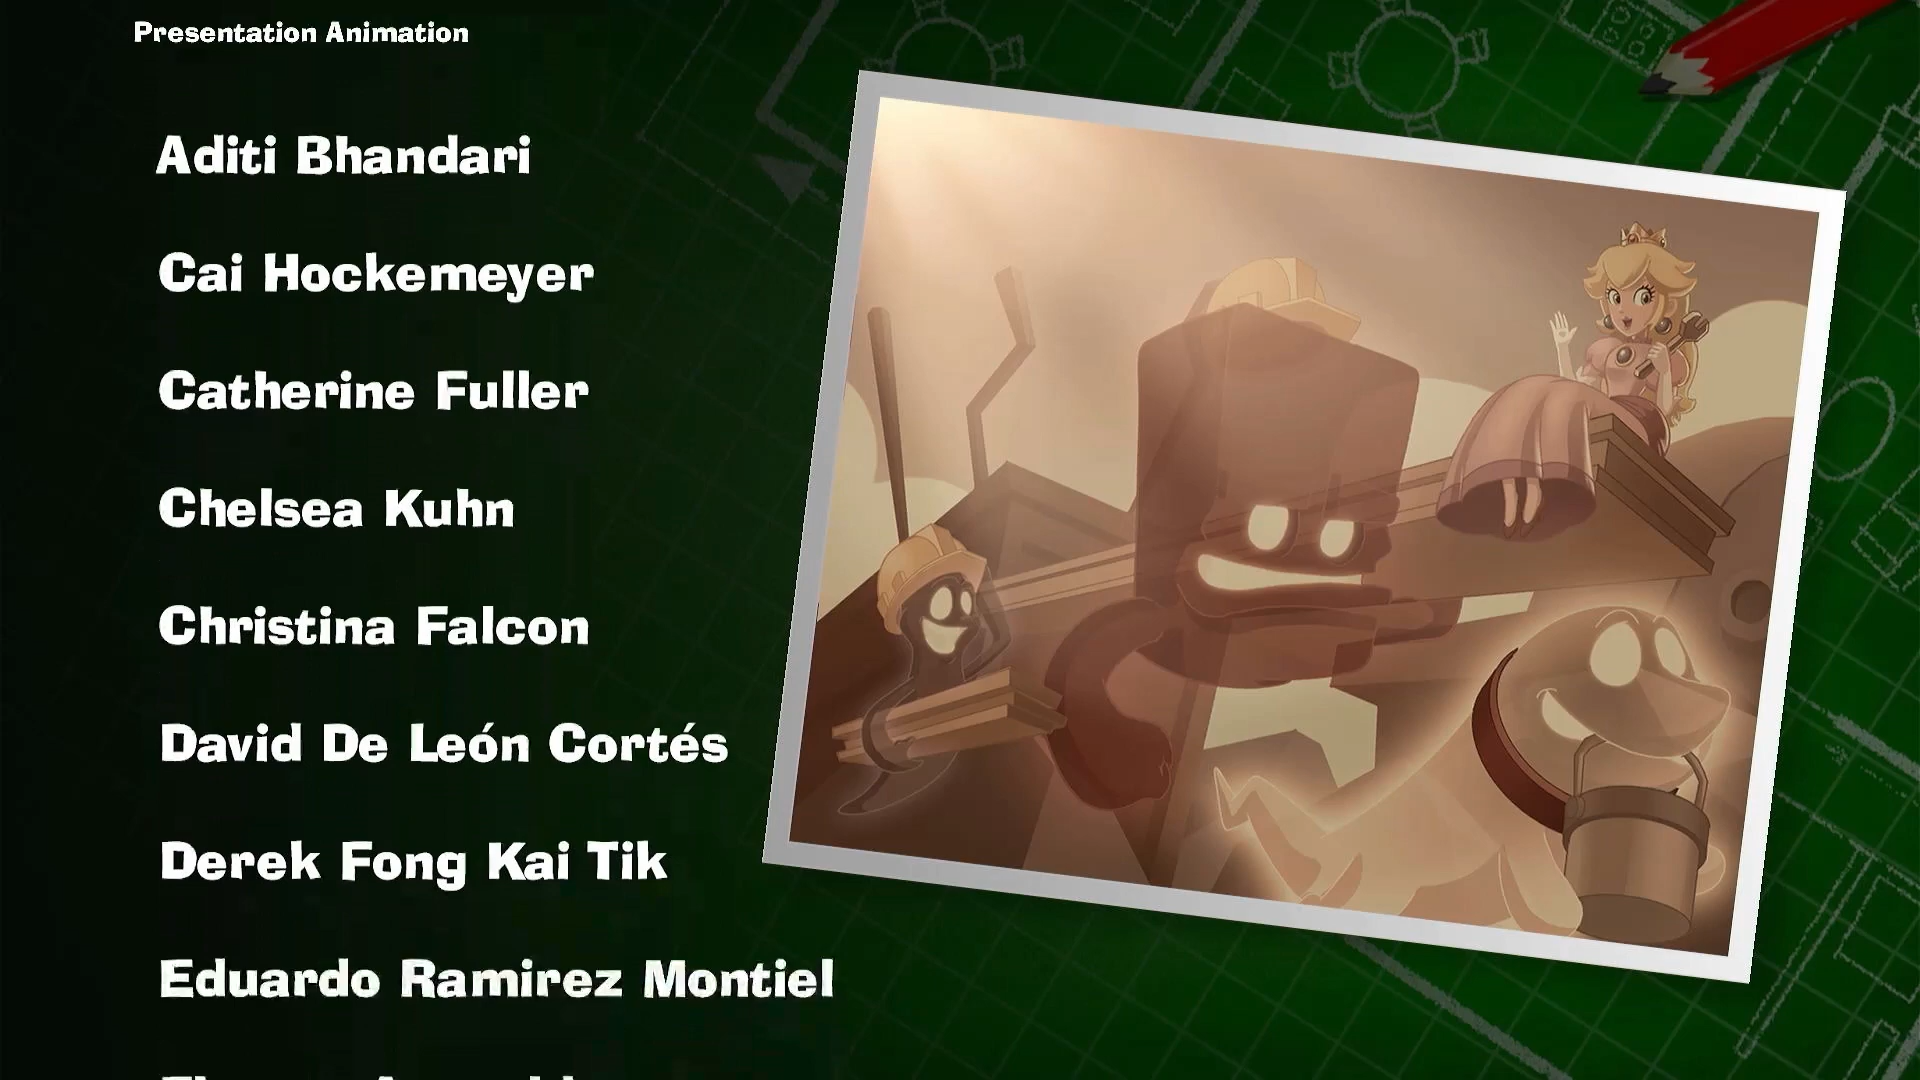 Presentation Animation
Aditi Bhandari
Cai Hockemeyer
Catherine Fuller
Chelsea Kuhn
Christina Falcon
David De León Cortés
Derek Fong Kai Tik
Eduardo Ramirez Montiel